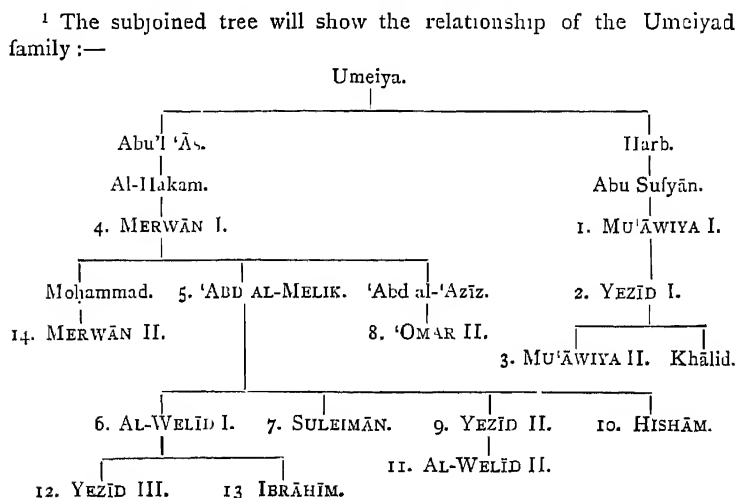 ¹ The subjoined tree will show the relationship of the Umeiyad
family :—
Umeiya.
Abu'l ‘Ās. Harb.
Al-Hakam. Abu Sufyān.
4. MERWĀN I. 1. MU‘ĀWIYA I.
Moḥammad. 5. ‘ABD AL-MELIK. ‘Abd al-‘Azīz. 2. YEZĪD I.
14. MERWĀN II. 8. ‘OMAR II.
3. MU‘ĀWIYA II. Khālid.
6. AL-WELĪD I. 7. SULEIMĀN. 9. YEZĪD II. 10. HISHĀM.
11. AL-WELĪD II.
12. YEZĪD III. 13 IBRĀHĪM.